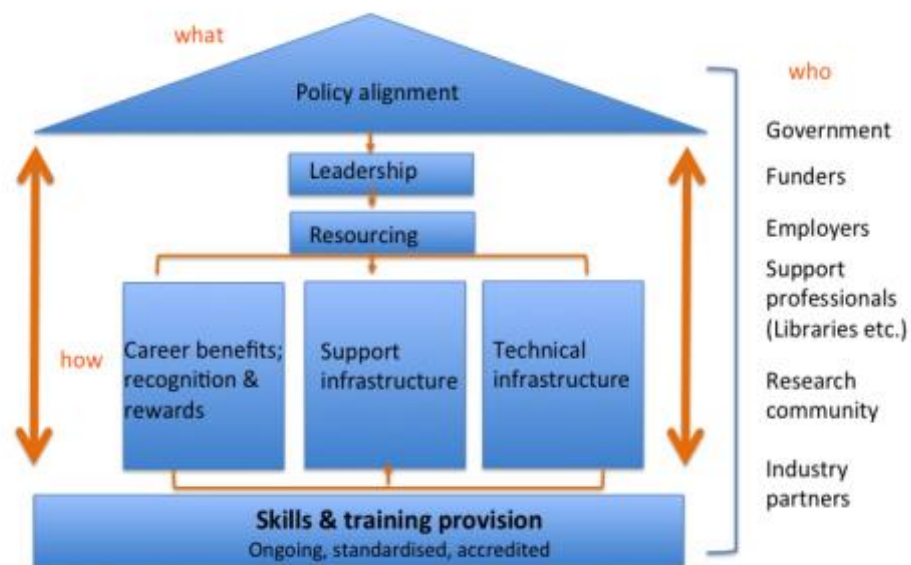 what
Policy alignment
Leadership
Resourcing
how
Career benefits;
recognition &
rewards
Support
infrastructure
Technical
infrastructure
Skills & training provision
Ongoing, standardised, accredited
who
Government
Funders
Employers
Support
professionals
(Libraries etc.)
Research
community
Industry
partners